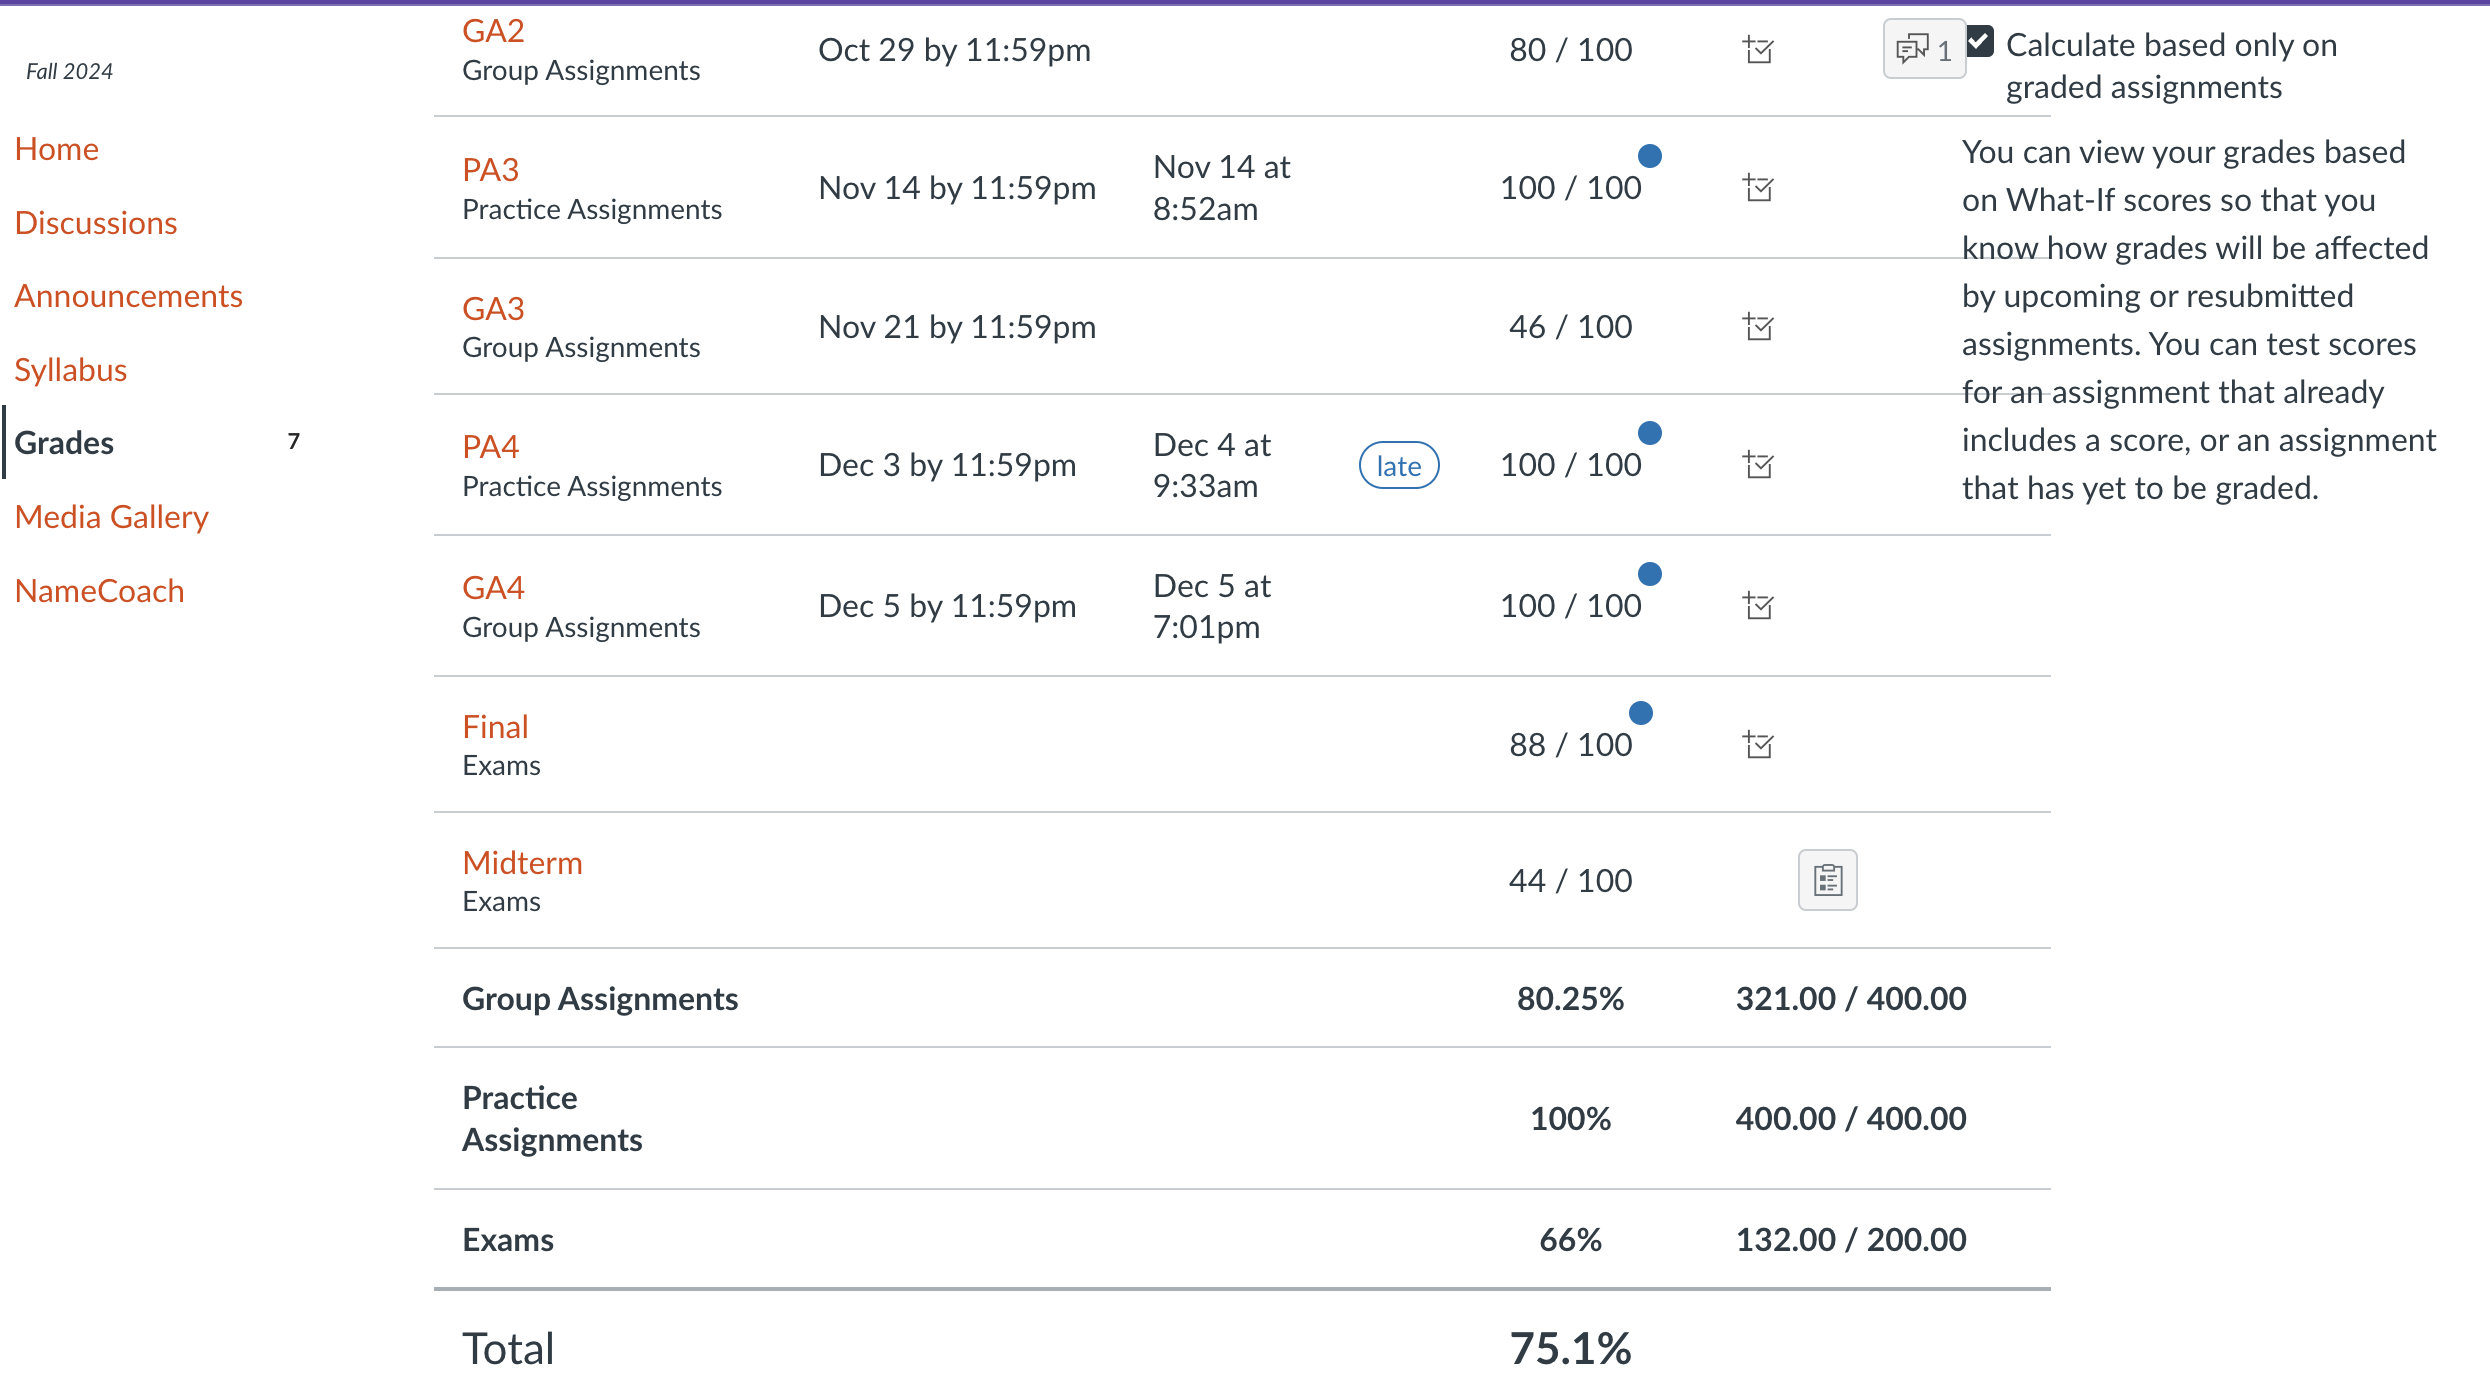 Fall 2024
Home
Discussions
Announcements
Syllabus
Grades 7
Media Gallery
NameCoach
GA2
Group Assignments
Oct 29 by 11:59pm
80 / 100
1
PA3
Practice Assignments
Nov 14 by 11:59pm
Nov 14 at
8:52am
100 / 100
GA3
Group Assignments
Nov 21 by 11:59pm
46 / 100
PA4
Practice Assignments
Dec 3 by 11:59pm
Dec 4 at
9:33am
late
100 / 100
GA4
Group Assignments
Dec 5 by 11:59pm
Dec 5 at
7:01pm
100 / 100
Final
Exams
88 / 100
Midterm
Exams
44 / 100
Group Assignments 80.25% 321.00 / 400.00
Practice
Assignments
100% 400.00 / 400.00
Exams 66% 132.00 / 200.00
Total 75.1%
Calculate based only on
graded assignments
You can view your grades based
on What-If scores so that you
know how grades will be affected
by upcoming or resubmitted
assignments. You can test scores
for an assignment that already
includes a score, or an assignment
that has yet to be graded.